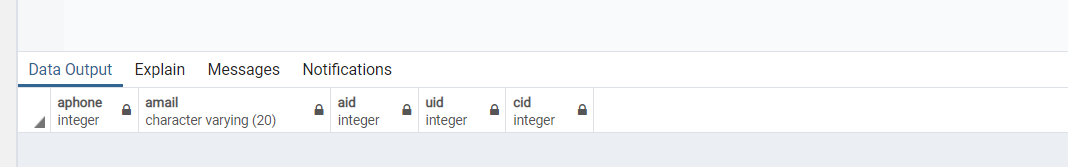 Data Output Explain Messages Notifications
aphone amail aid uid cid
integer character varying (20) integer integer integer